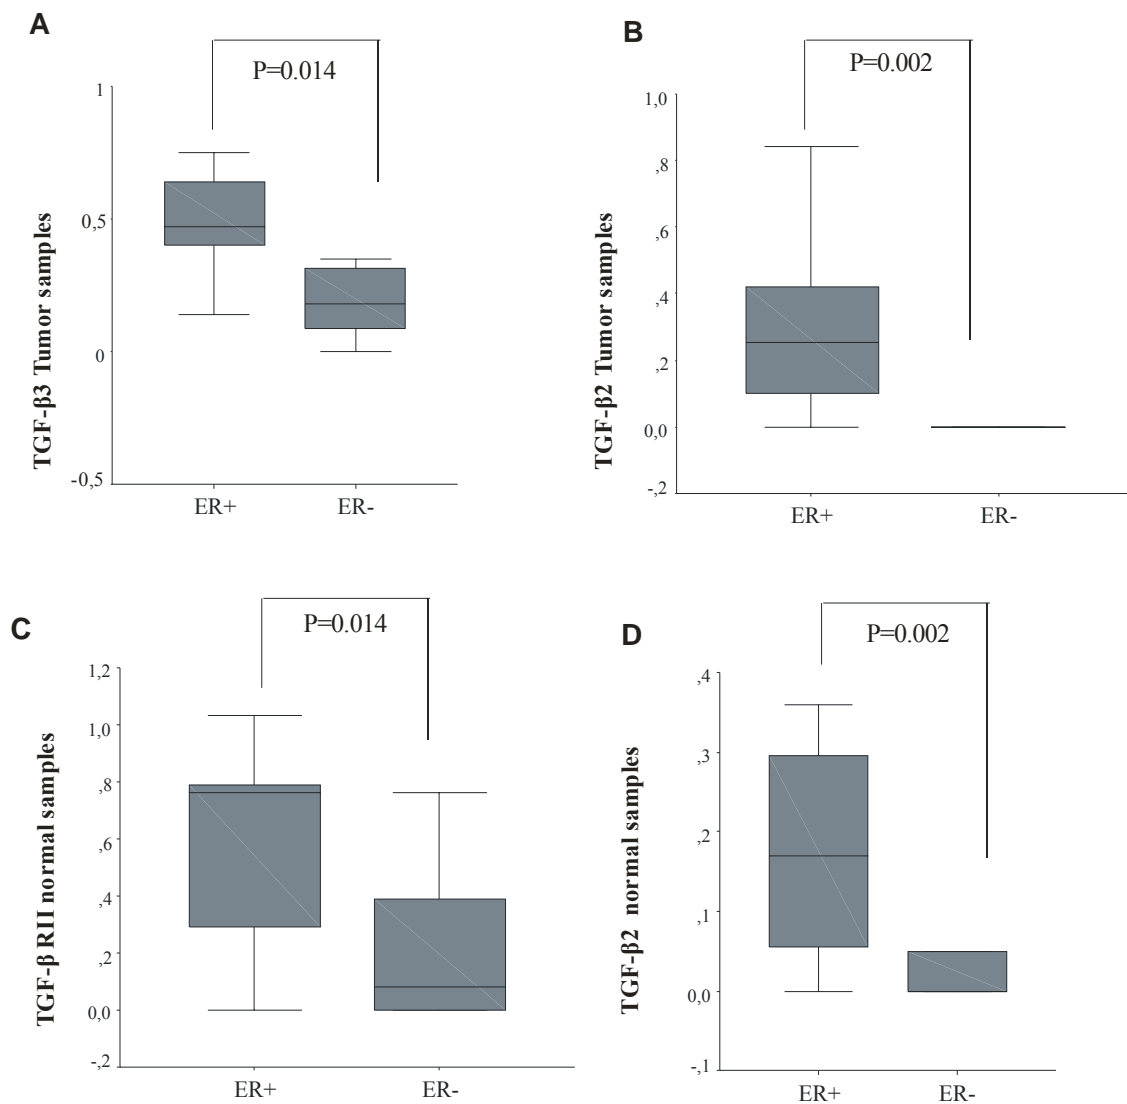 A
P=0.014
1
0,5
0
-0,5
TGF-β3 Tumor samples
ER+ ER-
B
P=0.002
1,0
,8
,6
,4
,2
0,0
-,2
TGF-β2 Tumor samples
ER+ ER-
C
P=0.014
1,2
1,0
,8
,6
,4
,2
0,0
-,2
TGF-β RII normal samples
ER+ ER-
D
P=0.002
,4
,3
,2
,1
0,0
-,1
TGF-β2 normal samples
ER+ ER-